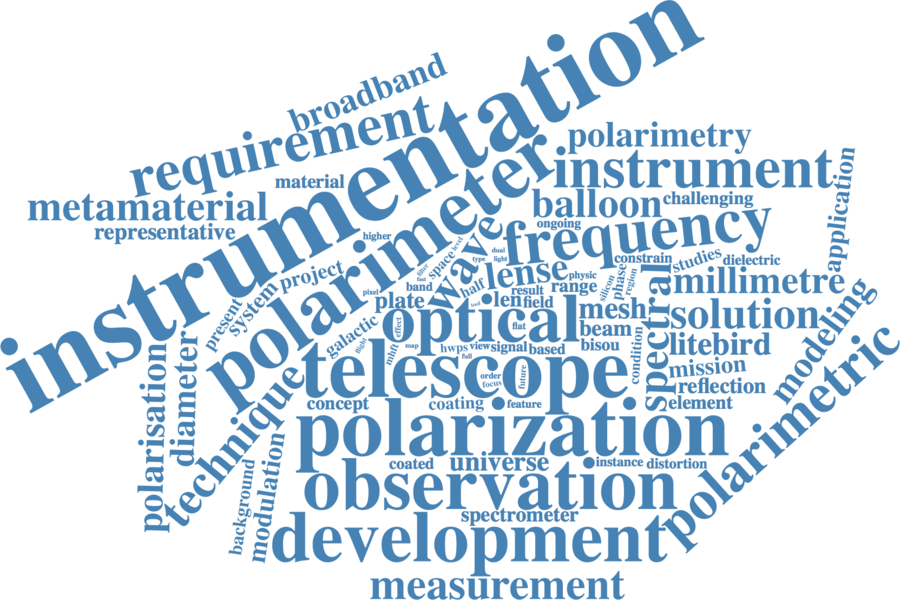 instrumentation
broadband
requirement
polarimeter
polarimetry
instrument
metamaterial
material
representative
balloon
challenging
ongoing
frequency
application
higher
wave
level
dual
light
type
space
constrain
studies
dielectric
project
system
present
filter
fast
band
half
lense
physic
range
silicon
phase
region
millimetre
pixel
plate
result
len
field
mesh
spectral
solution
galactic
effect
optical
flat
beam
modeling
flight
mhft
map
hwps
view
signal
based
bisou
litebird
condition
full
telescope
order
focus
future
mission
reflection
element
polarisation
diameter
technique
concept
coating
feature
polarization
polarimetric
coated
universe
instance
distortion
background
modulation
observation
spectrometer
development
measurement